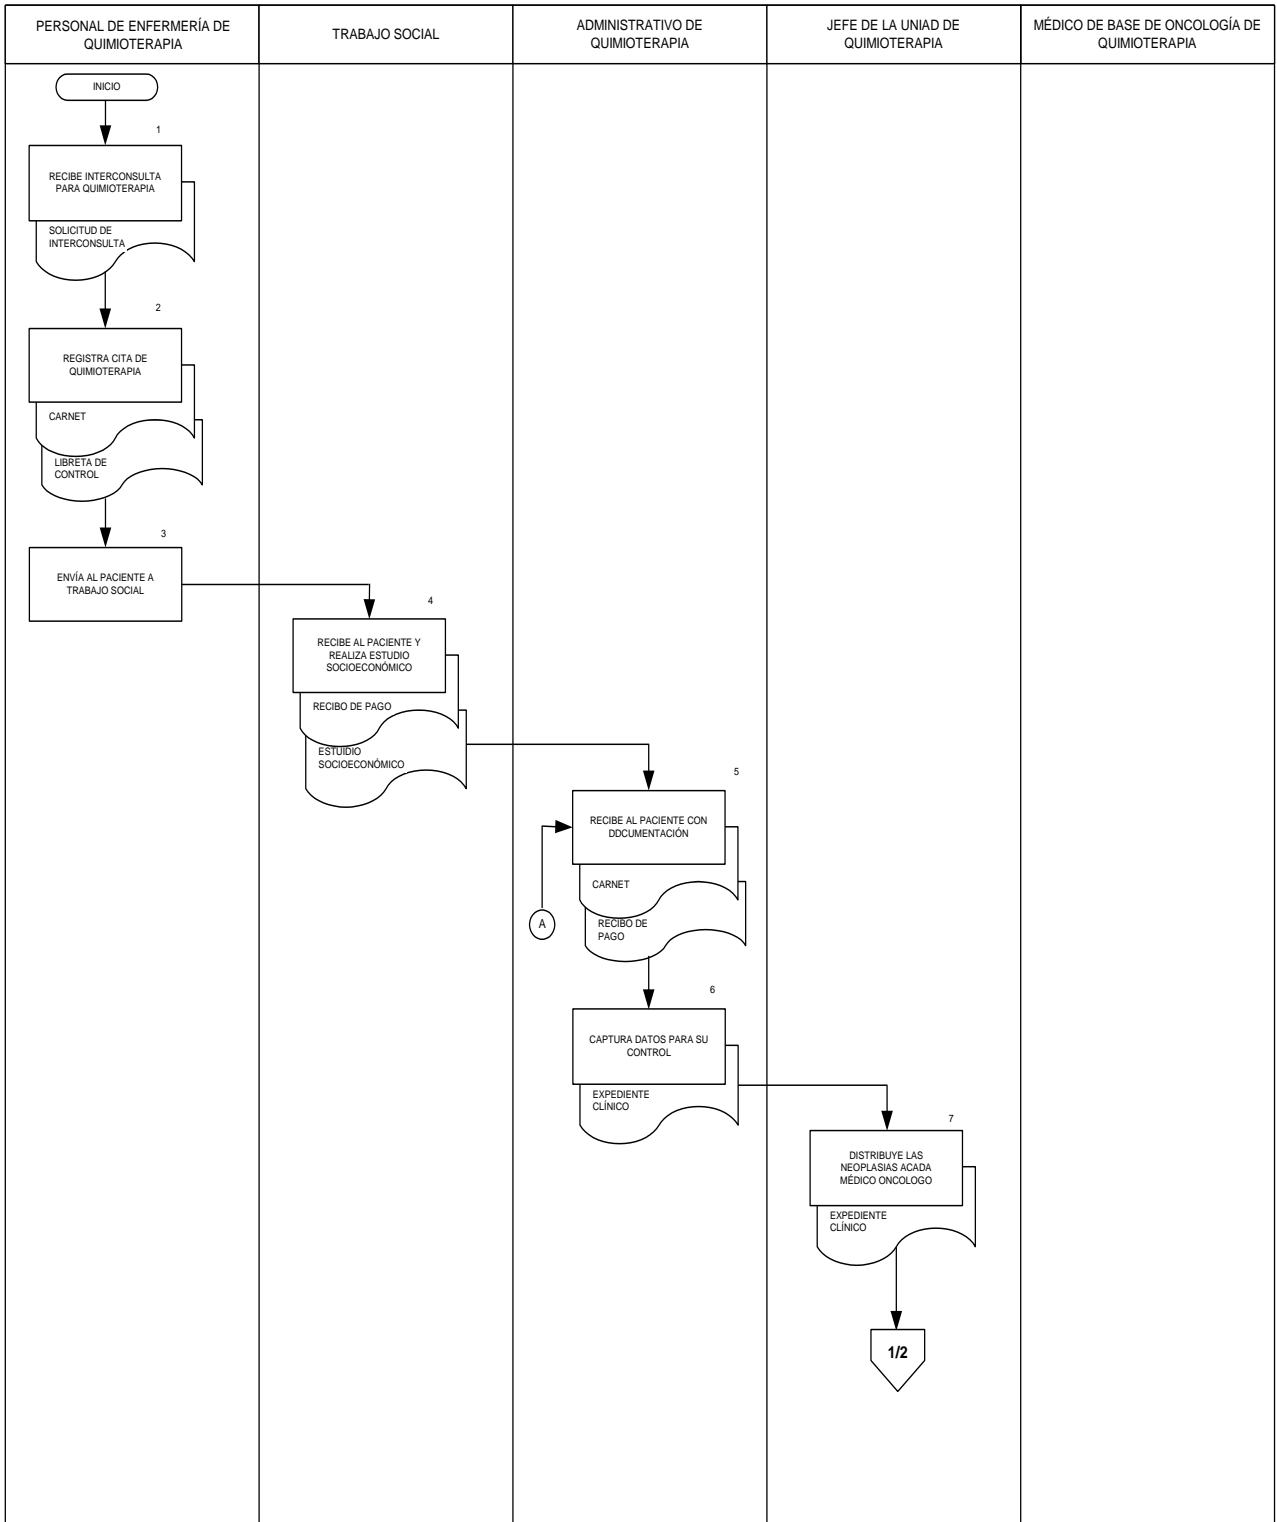 PERSONAL DE ENFERMERÍA DE
QUIMIOTERAPIA
TRABAJO SOCIAL
ADMINISTRATIVO DE
QUIMIOTERAPIA
JEFE DE LA UNIAD DE
QUIMIOTERAPIA
MÉDICO DE BASE DE ONCOLOGÍA DE
QUIMIOTERAPIA
INICIO
1
RECIBE INTERCONSULTA
PARA QUIMIOTERAPIA
SOLICITUD DE
INTERCONSULTA
2
REGISTRA CITA DE
QUIMIOTERAPIA
CARNET
LIBRETA DE
CONTROL
3
ENVÍA AL PACIENTE A
TRABAJO SOCIAL
4
RECIBE AL PACIENTE Y
REALIZA ESTUDIO
SOCIOECONÓMICO
RECIBO DE PAGO
ESTUIDIO
SOCIOECONÓMICO
5
RECIBE AL PACIENTE CON
DDCUMENTACIÓN
CARNET
RECIBO DE
PAGO
A
6
CAPTURA DATOS PARA SU
CONTROL
EXPEDIENTE
CLÍNICO
7
DISTRIBUYE LAS
NEOPLASIAS ACADA
MÉDICO ONCOLOGO
EXPEDIENTE
CLÍNICO
1/2